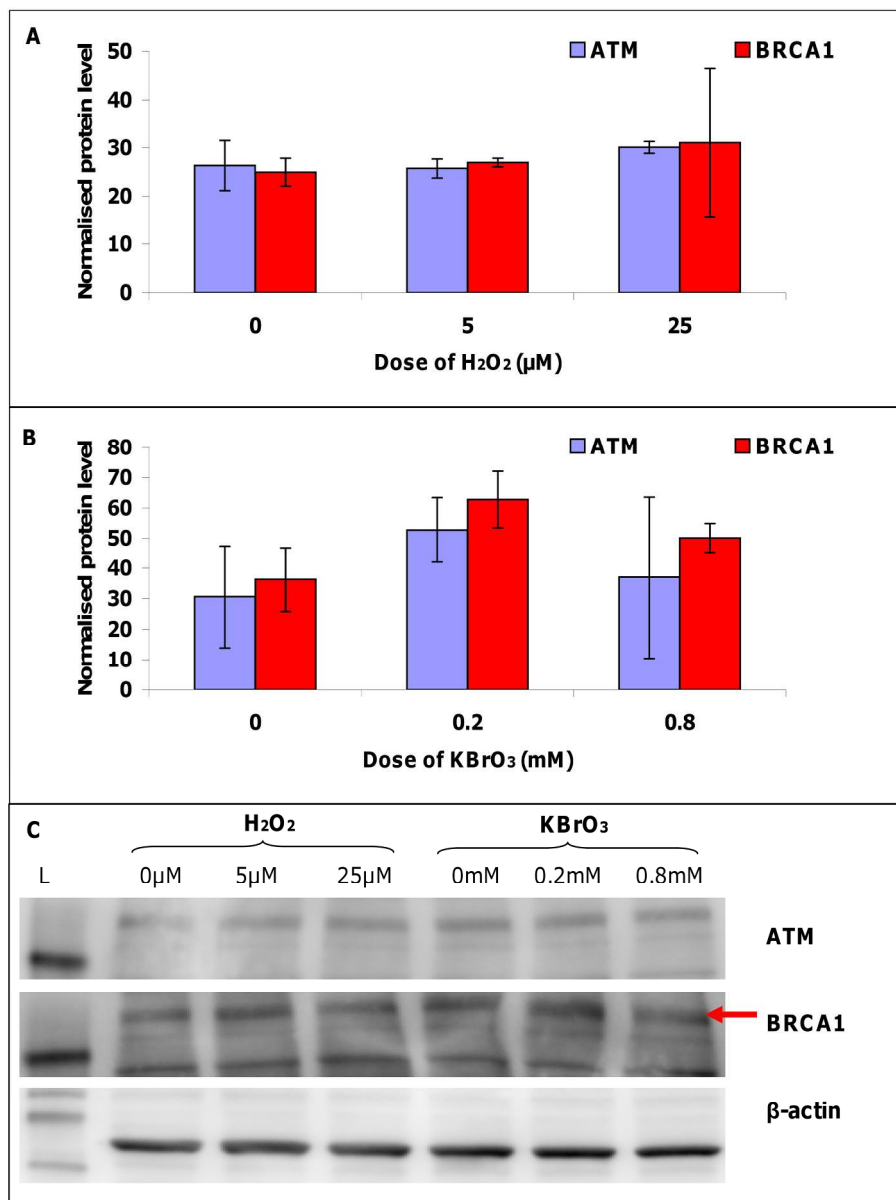 A
ATM BRCA1
Normalised protein level
50
40
30
20
10
0
0 5 25
Dose of H₂O₂ (µM)
B
ATM BRCA1
Normalised protein level
80
70
60
50
40
30
20
10
0
0 0.2 0.8
Dose of KBrO₃ (mM)
C
H₂O₂ KBrO₃
L 0µM 5µM 25µM 0mM 0.2mM 0.8mM
ATM
BRCA1
β-actin